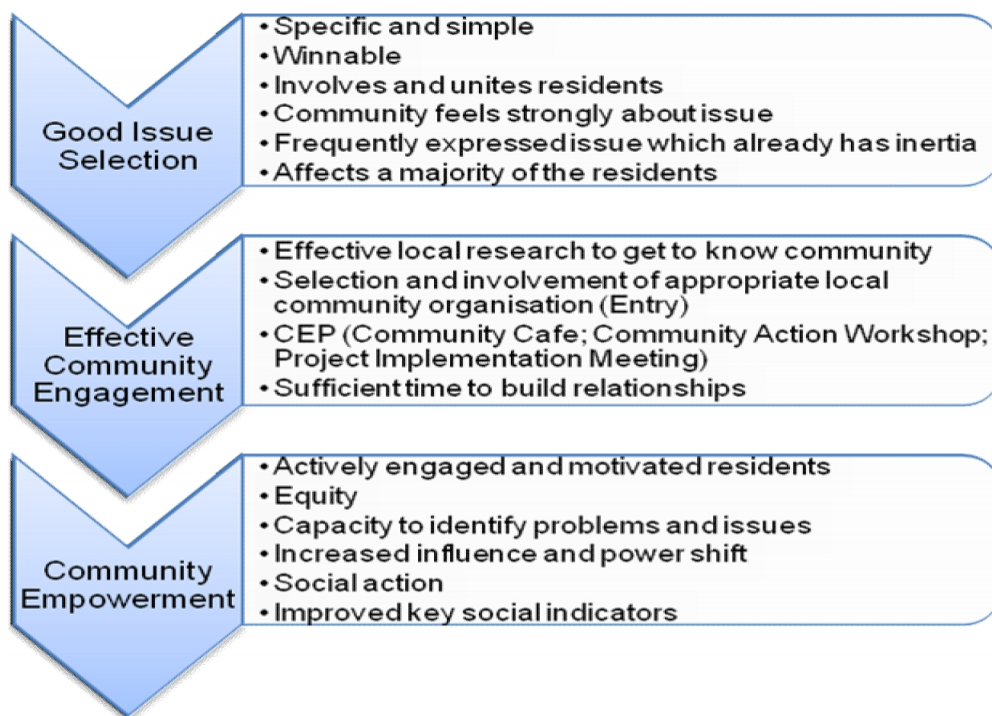 Good Issue
Selection
• Specific and simple
• Winnable
• Involves and unites residents
• Community feels strongly about issue
• Frequently expressed issue which already has inertia
• Affects a majority of the residents
Effective
Community
Engagement
• Effective local research to get to know community
• Selection and involvement of appropriate local
community organisation (Entry)
• CEP (Community Cafe; Community Action Workshop;
Project Implementation Meeting)
• Sufficient time to build relationships
Community
Empowerment
• Actively engaged and motivated residents
• Equity
• Capacity to identify problems and issues
• Increased influence and power shift
• Social action
• Improved key social indicators